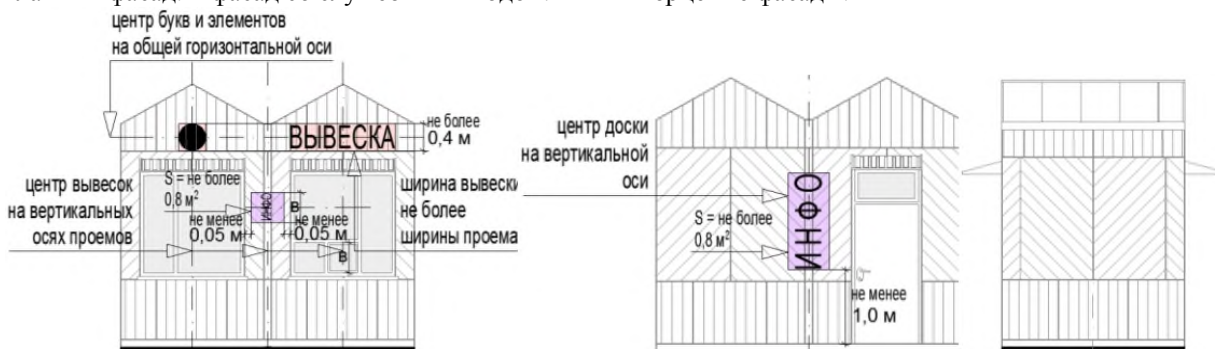 центр букв и элементов
на общей горизонтальной оси
не более
0,4 м
ВЫВЕСКА
центр вывесок
на вертикальных
осях проемов
S = не более
0,8 м²
ИНФО
В
не менее
0,05 м
не менее
0,05 м
В
ширина вывески
не более
ширины проема
центр доски
на вертикальной
оси
S = не более
0,8 м²
ИНФО
не менее
1,0 м